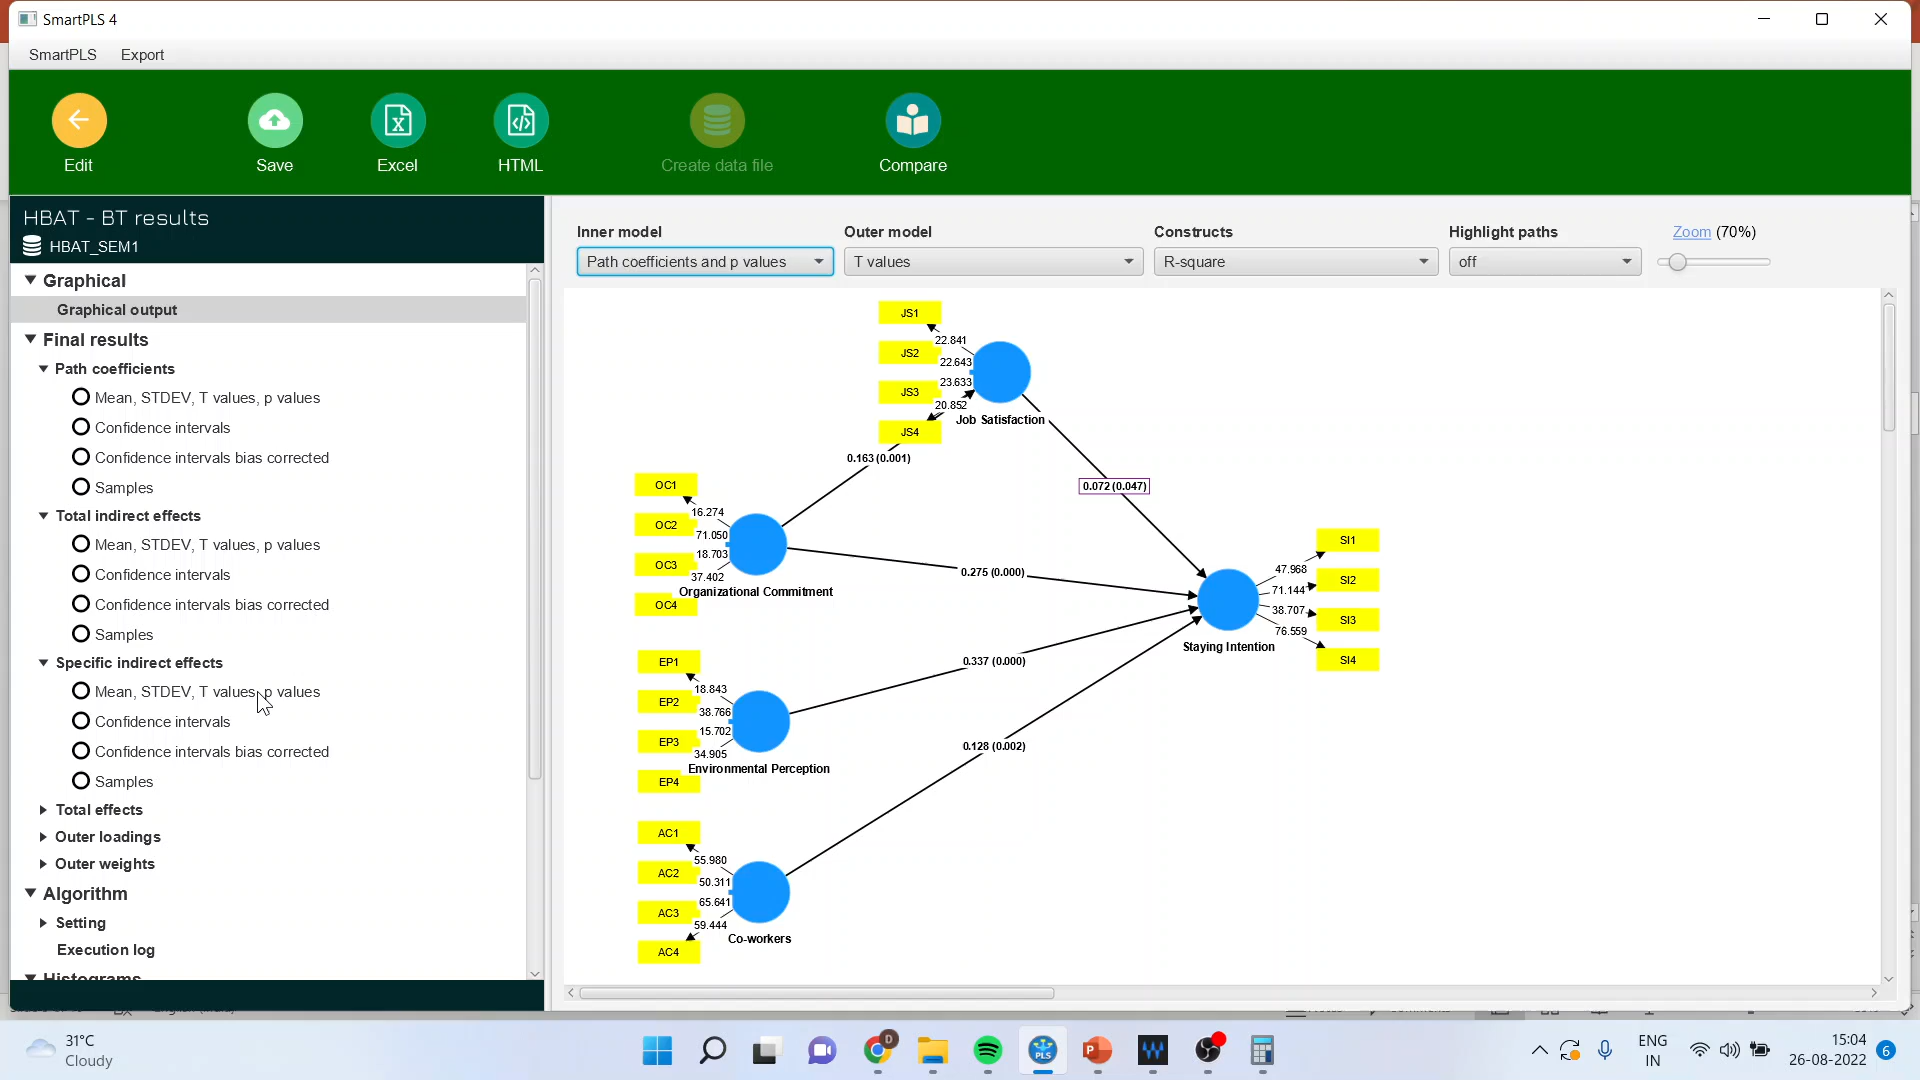 SmartPLS 4
SmartPLS Export
Edit
Save
Excel
HTML
Create data file
Compare
HBAT - BT results
HBAT_SEM1
Graphical
Graphical output
Final results
Path coefficients
Mean, STDEV, T values, p values
Confidence intervals
Confidence intervals bias corrected
Samples
Total indirect effects
Mean, STDEV, T values, p values
Confidence intervals
Confidence intervals bias corrected
Samples
Specific indirect effects
Mean, STDEV, T values, p values
Confidence intervals
Confidence intervals bias corrected
Samples
Total effects
Outer loadings
Outer weights
Algorithm
Setting
Execution log
Histograms
Inner model
Path coefficients and p values
Outer model
T values
Constructs
R-square
Highlight paths
off
Zoom (70%)
JS1
22.841
JS2
22.643
23.633
JS3
20.852
Job Satisfaction
JS4
0.163 (0.001)
0.072 (0.047)
OC1
16.274
OC2
71.050
18.703
OC3
37.402
Organizational Commitment
OC4
0.275 (0.000)
SI1
47.968
SI2
71.144
38.707
SI3
76.559
Staying Intention
SI4
EP1
18.843
EP2
38.766
15.702
EP3
34.905
Environmental Perception
EP4
0.337 (0.000)
0.128 (0.002)
AC1
55.980
AC2
50.311
65.641
AC3
59.444
Co-workers
AC4
31°C
Cloudy
D
PLS
ENG
IN
15:04
26-08-2022
6